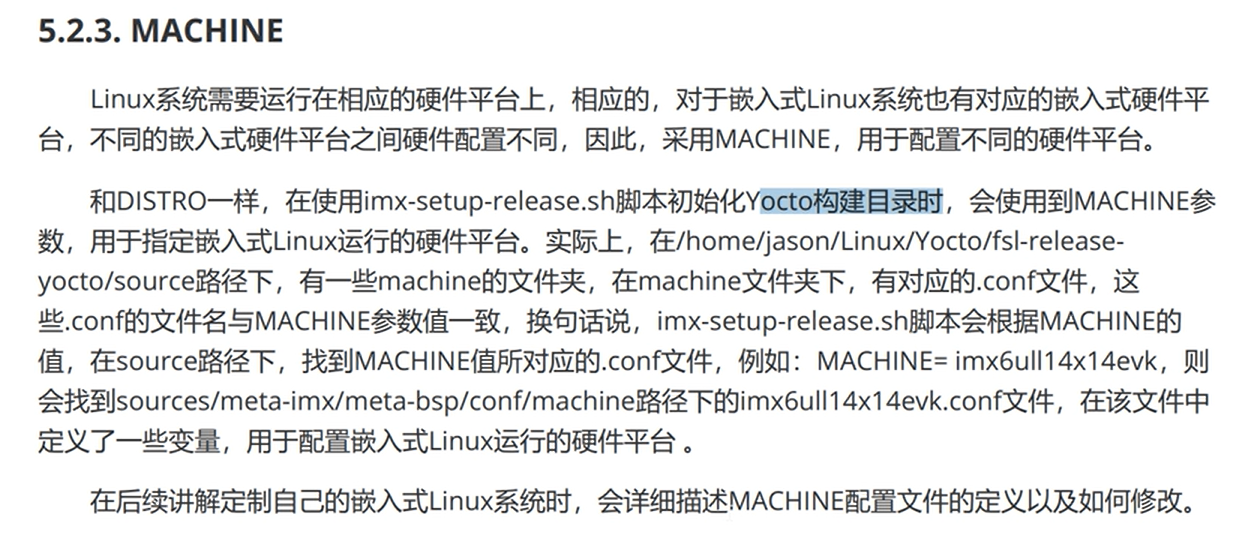 5.2.3. MACHINE
Linux系统需要运行在相应的硬件平台上，相应的，对于嵌入式Linux系统也有对应的嵌入式硬件平
台，不同的嵌入式硬件平台之间硬件配置不同，因此，采用MACHINE，用于配置不同的硬件平台。
和DISTRO一样，在使用imx-setup-release.sh脚本初始化Yocto构建目录时，会使用到MACHINE参
数，用于指定嵌入式Linux运行的硬件平台。实际上，在/home/jason/Linux/Yocto/fsl-release-
yocto/source路径下，有一些machine的文件夹，在machine文件夹下，有对应的.conf文件，这
些.conf的文件名与MACHINE参数值一致，换句话说，imx-setup-release.sh脚本会根据MACHINE的
值，在source路径下，找到MACHINE值所对应的.conf文件，例如：MACHINE= imx6ull14x14evk，则
会找到sources/meta-imx/meta-bsp/conf/machine路径下的imx6ull14x14evk.conf文件，在该文件中
定义了一些变量，用于配置嵌入式Linux运行的硬件平台 。
在后续讲解定制自己的嵌入式Linux系统时，会详细描述MACHINE配置文件的定义以及如何修改。